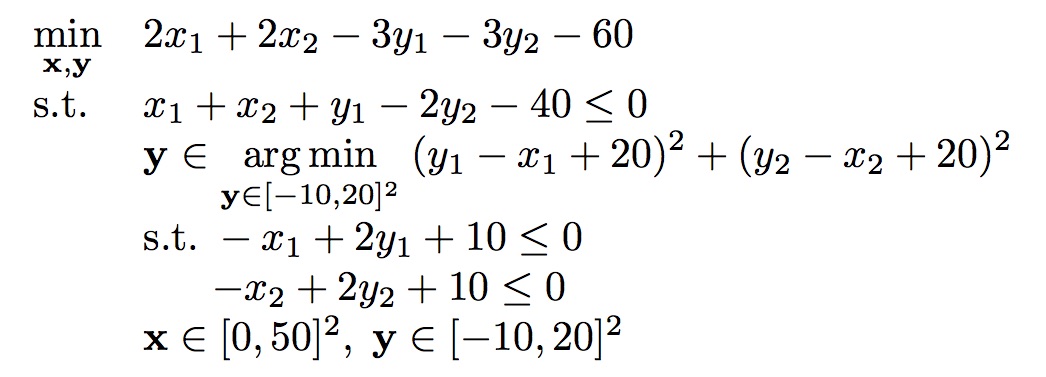 min 2x₁ + 2x₂ − 3y₁ − 3y₂ − 60
x,y
s.t. x₁ + x₂ + y₁ − 2y₂ − 40 ≤ 0
y ∈ arg min (y₁ − x₁ + 20)² + (y₂ − x₂ + 20)²
y∈[−10,20]²
s.t. − x₁ + 2y₁ + 10 ≤ 0
−x₂ + 2y₂ + 10 ≤ 0
x ∈ [0, 50]², y ∈ [−10, 20]²